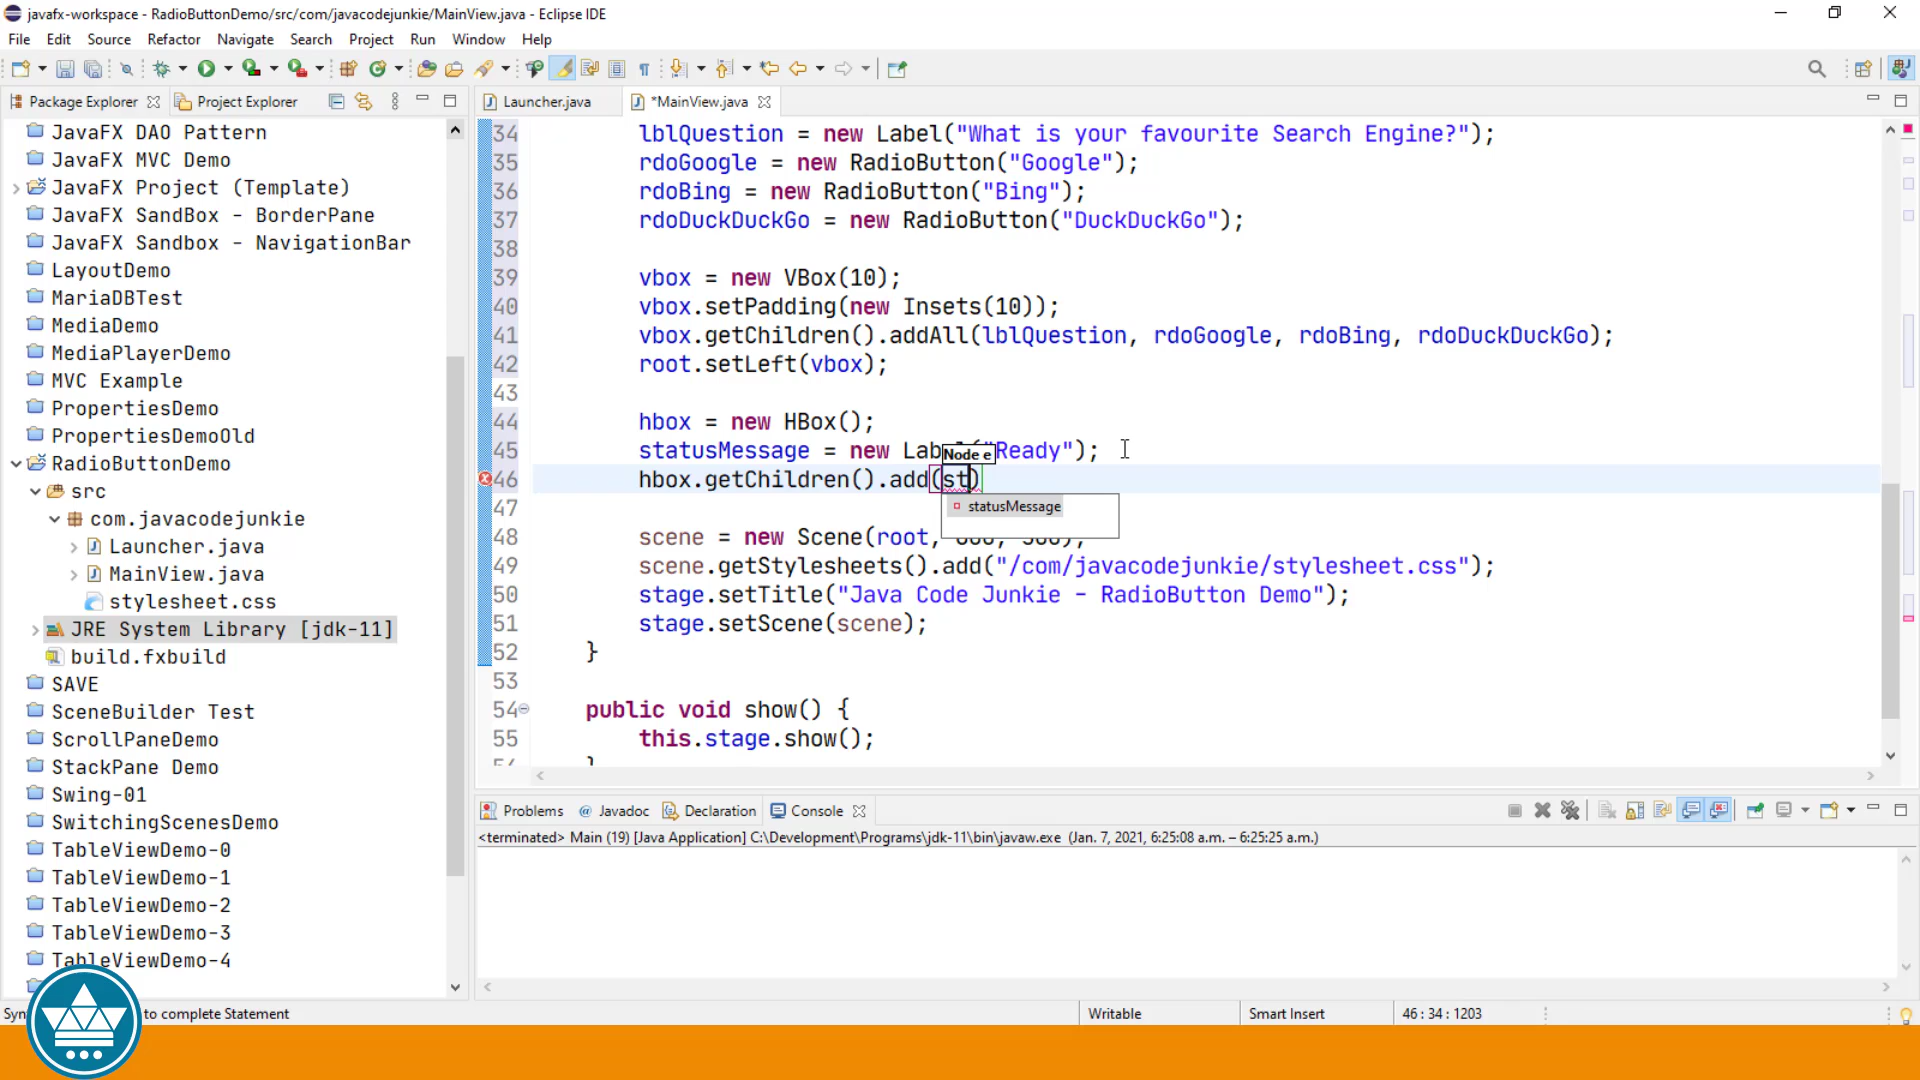 javafx-workspace - RadioButtonDemo/src/com/javacodejunkie/MainView.java - Eclipse IDE
File Edit Source Refactor Navigate Search Project Run Window Help
Package Explorer Project Explorer
Launcher.java *MainView.java
JavaFX DAO Pattern
JavaFX MVC Demo
JavaFX Project (Template)
JavaFX SandBox - BorderPane
JavaFX Sandbox - NavigationBar
LayoutDemo
MariaDBTest
MediaDemo
MediaPlayerDemo
MVC Example
PropertiesDemo
PropertiesDemoOld
RadioButtonDemo
src
com.javacodejunkie
Launcher.java
MainView.java
stylesheet.css
JRE System Library [jdk-11]
build.fxbuild
SAVE
SceneBuilder Test
ScrollPaneDemo
StackPane Demo
Swing-01
SwitchingScenesDemo
TableViewDemo-0
TableViewDemo-1
TableViewDemo-2
TableViewDemo-3
TableViewDemo-4
34 lblQuestion = new Label("What is your favourite Search Engine?");
35 rdoGoogle = new RadioButton("Google");
36 rdoBing = new RadioButton("Bing");
37 rdoDuckDuckGo = new RadioButton("DuckDuckGo");
38
39 vbox = new VBox(10);
40 vbox.setPadding(new Insets(10));
41 vbox.getChildren().addAll(lblQuestion, rdoGoogle, rdoBing, rdoDuckDuckGo);
42 root.setLeft(vbox);
43
44 hbox = new HBox();
45 statusMessage = new Lab Node e "Ready");
46 hbox.getChildren().add(st)
47 statusMessage
48 scene = new Scene(root,
49 scene.getStylesheets().add("/com/javacodejunkie/stylesheet.css");
50 stage.setTitle("Java Code Junkie - RadioButton Demo");
51 stage.setScene(scene);
52 }
53
54 public void show() {
55 this.stage.show();
Problems Javadoc Declaration Console
<terminated> Main (19) [Java Application] C:\Development\Programs\jdk-11\bin\javaw.exe (Jan. 7, 2021, 6:25:08 a.m. – 6:25:25 a.m.)
to complete Statement Writable Smart Insert 46 : 34 : 1203